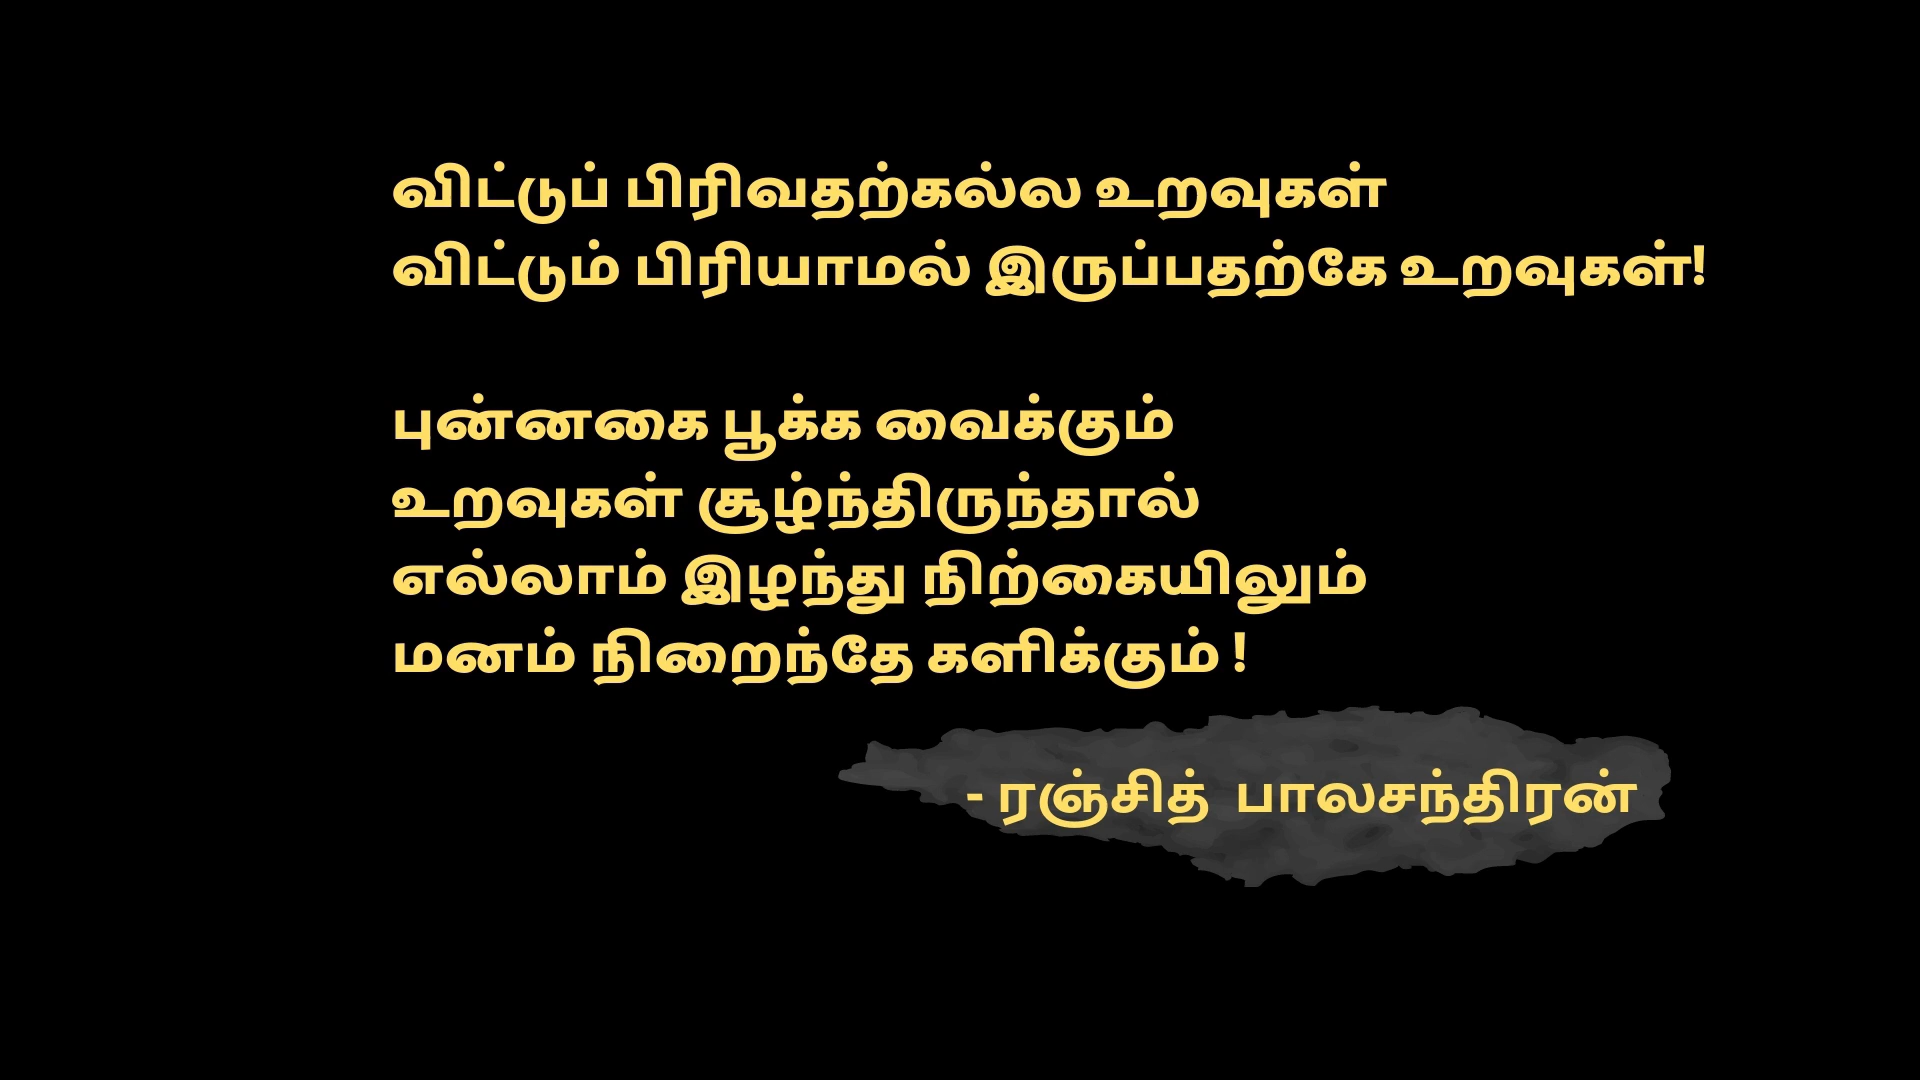 விட்டுப் பிரிவதற்கல்ல உறவுகள்
விட்டும் பிரியாமல் இருப்பதற்கே உறவுகள்!
புன்னகை பூக்க வைக்கும்
உறவுகள் சூழ்ந்திருந்தால்
எல்லாம் இழந்து நிற்கையிலும்
மனம் நிறைந்தே களிக்கும் !
- ரஞ்சித் பாலசந்திரன்